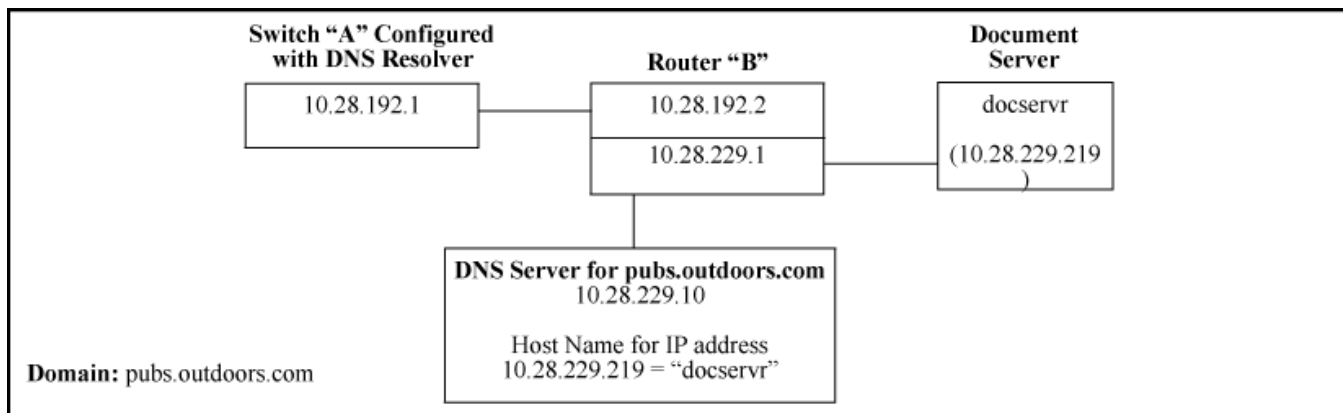 Switch “A” Configured
with DNS Resolver
10.28.192.1
Router “B”
10.28.192.2
10.28.229.1
Document
Server
docservr
(10.28.229.219
)
DNS Server for pubs.outdoors.com
10.28.229.10
Host Name for IP address
10.28.229.219 = “docservr”
Domain: pubs.outdoors.com